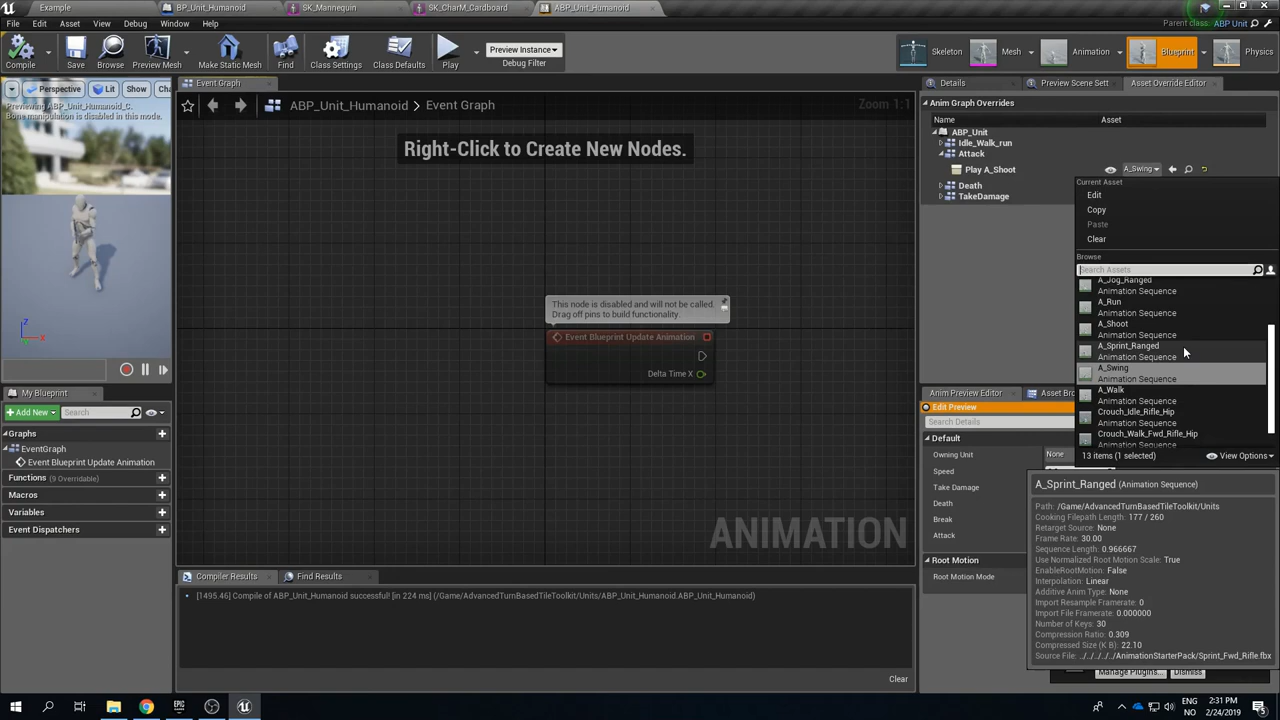 Example
BP_Unit_Humanoid
SK_Mannequin
SK_CharM_Cardboard
ABP_Unit_Humanoid
File Edit Asset View Debug Window Help
Parent class: ABP Unit
Compile
Save
Browse
Preview Mesh
Make Static Mesh
Find
Class Settings
Class Defaults
Play
Preview Instance
Debug Filter
Skeleton
Mesh
Animation
Blueprint
Physics
Perspective
Lit
Show
Previewing ABP_Unit_Humanoid_C.
Bone manipulation is disabled in this mode.
Z
X
Event Graph
ABP_Unit_Humanoid > Event Graph
Zoom 1:1
Right-Click to Create New Nodes.
This node is disabled and will not be called.
Drag off pins to build functionality.
Event Blueprint Update Animation
Delta Time X
ANIMATION
My Blueprint
+Add New
Search
Graphs
EventGraph
Event Blueprint Update Animation
Functions (9 Overridable)
Macros
Variables
Event Dispatchers
Compiler Results
Find Results
[1495.46] Compile of ABP_Unit_Humanoid successful! [in 224 ms] (/Game/AdvancedTurnBasedTileToolkit/Units/ABP_Unit_Humanoid.ABP_Unit_Humanoid)
Clear
Details
Preview Scene Sett
Asset Override Editor
Anim Graph Overrides
Name
Asset
ABP_Unit
Idle_Walk_run
Attack
Play A_Shoot
A_Swing
Death
TakeDamage
Current Asset
Edit
Copy
Paste
Clear
Browse
Search Assets
A_Jog_Ranged
Animation Sequence
A_Run
Animation Sequence
A_Shoot
Animation Sequence
A_Sprint_Ranged
Animation Sequence
A_Swing
Animation Sequence
A_Walk
Animation Sequence
Crouch_Idle_Rifle_Hip
Animation Sequence
Crouch_Walk_Fwd_Rifle_Hip
Animation Sequence
13 items (1 selected)
View Options
Anim Preview Editor
Edit Preview
Search Details
Default
Owning Unit
None
Speed
Take Damage
Death
Break
Attack
Root Motion
Root Motion Mode
A_Sprint_Ranged (Animation Sequence)
Path: /Game/AdvancedTurnBasedTileToolkit/Units
Cooking Filepath Length: 177 / 260
Retarget Source: None
Frame Rate: 30.00
Sequence Length: 0.966667
Use Normalized Root Motion Scale: True
EnableRootMotion: False
Interpolation: Linear
Additive Anim Type: None
Import Resample Framerate: 0
Import File Framerate: 0.000000
Number of Keys: 30
Compression Ratio: 0.309
Compressed Size (K B): 22.10
Source File: ../../../../../AnimationStarterPack/Sprint_Fwd_Rifle.fbx
Manage Plugins...
Dismiss
ENG
NO
2:31 PM
2/24/2019